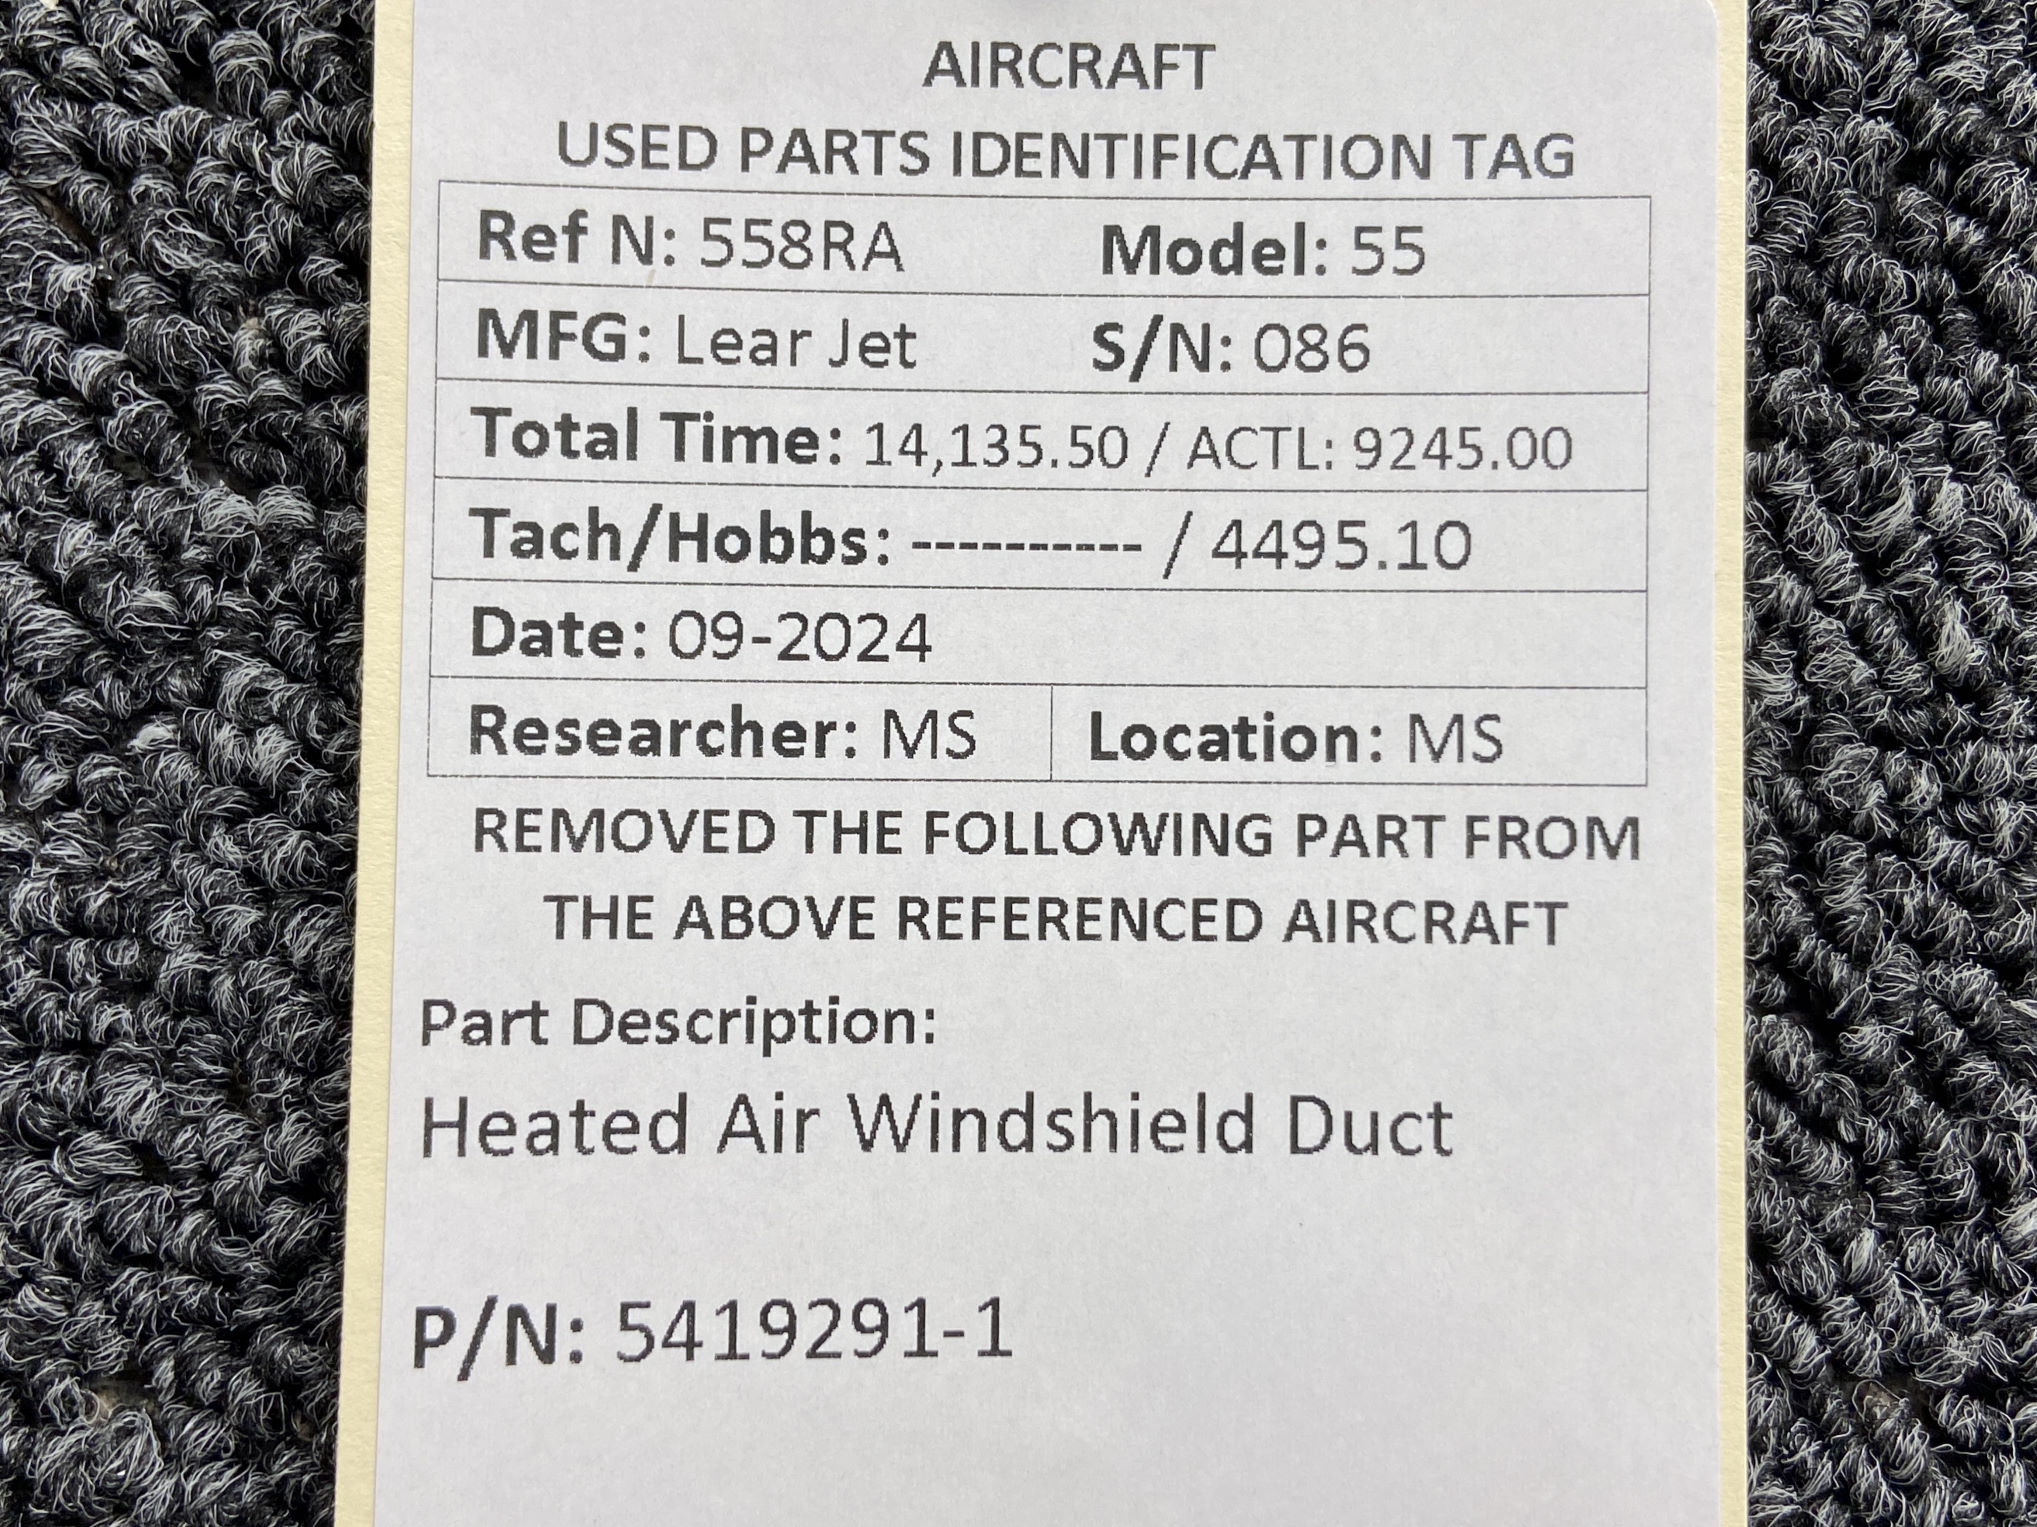 AIRCRAFT
USED PARTS IDENTIFICATION TAG
Ref N: 558RA Model: 55
MFG: Lear Jet S/N: 086
Total Time: 14,135.50 / ACTL: 9245.00
Tach/Hobbs: ---------- / 4495.10
Date: 09-2024
Researcher: MS Location: MS
REMOVED THE FOLLOWING PART FROM
THE ABOVE REFERENCED AIRCRAFT
Part Description:
Heated Air Windshield Duct
P/N: 5419291-1